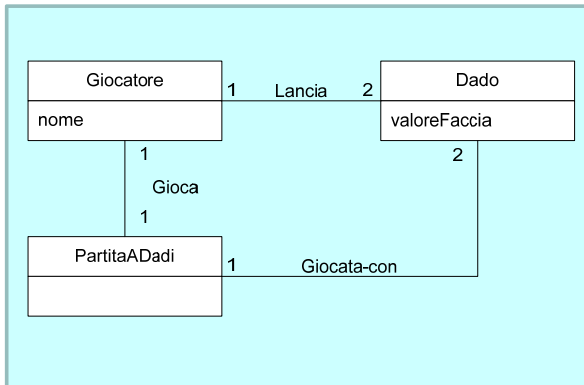 Giocatore
Dado
1
Lancia
2
nome
valoreFaccia
1
2
Gioca
1
PartitaADadi
1
Giocata-con